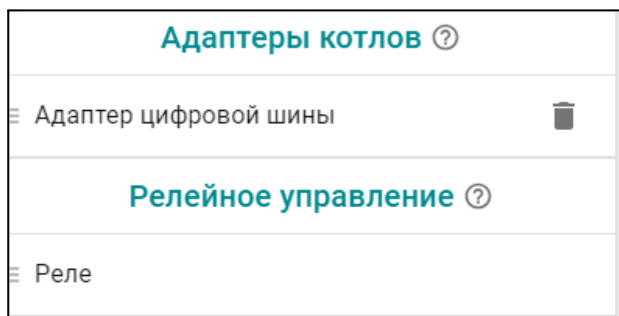 Адаптеры котлов
Адаптер цифровой шины
Релейное управление
Реле